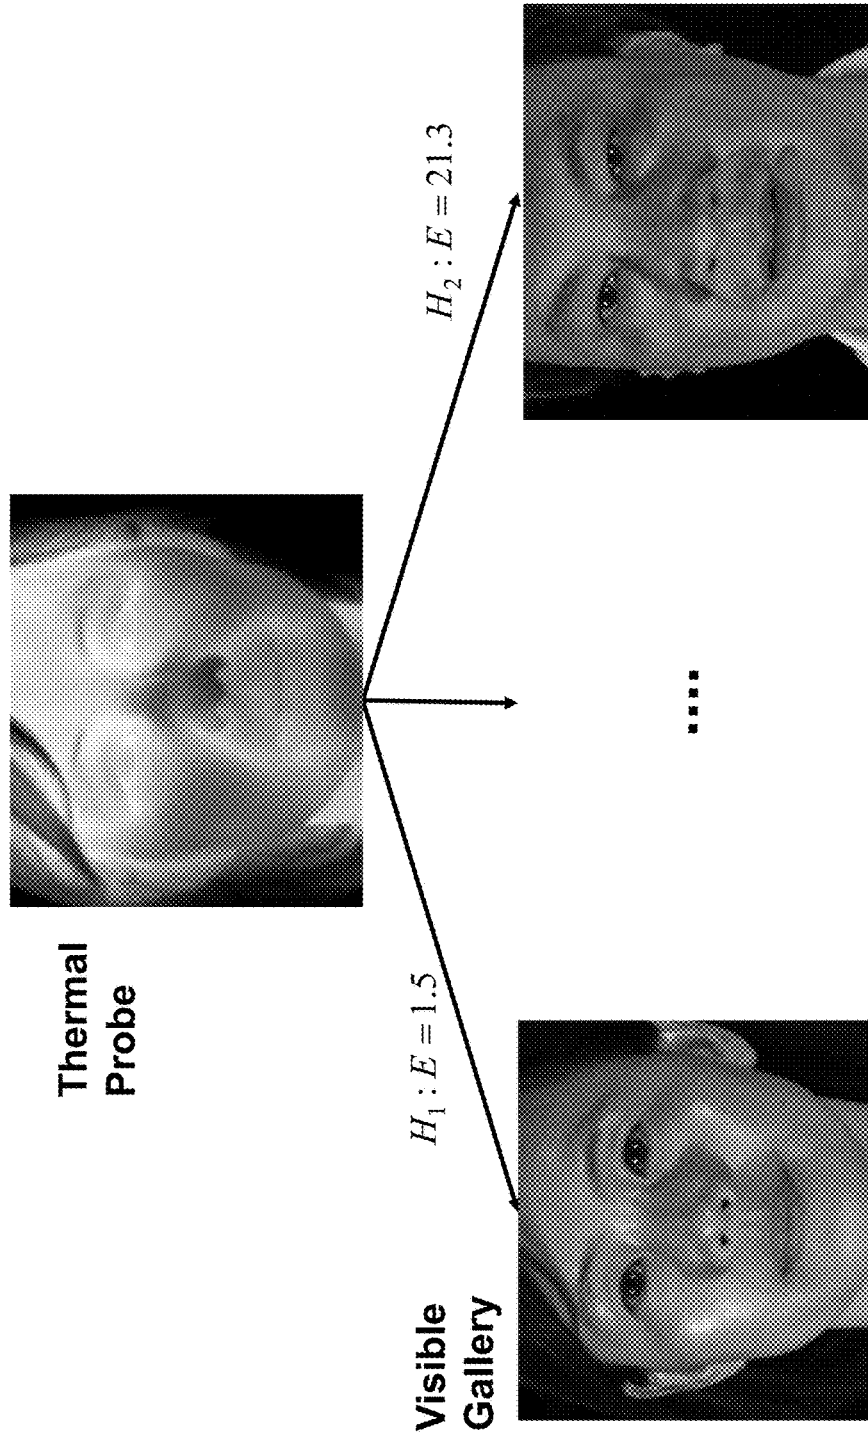 Thermal
Probe
H₁ : E = 1.5
H₂ : E = 21.3
Visible
Gallery
....